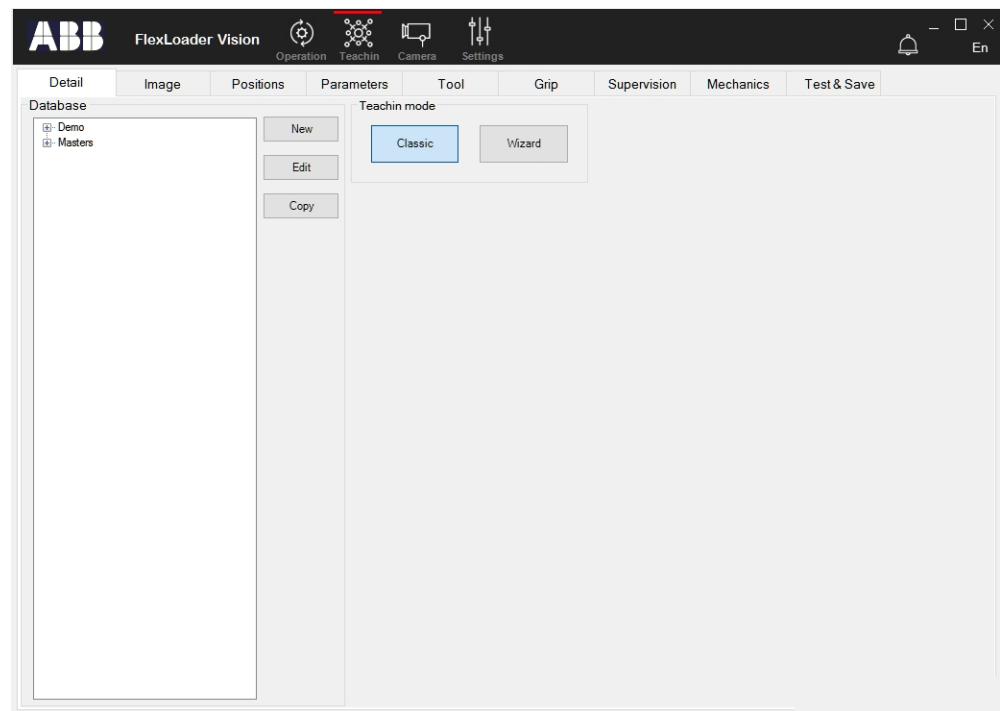 ABB FlexLoader Vision
Operation Teachin Camera Settings
En
Detail Image Positions Parameters Tool Grip Supervision Mechanics Test & Save
Database
Demo
Masters
New
Edit
Copy
Teachin mode
Classic Wizard